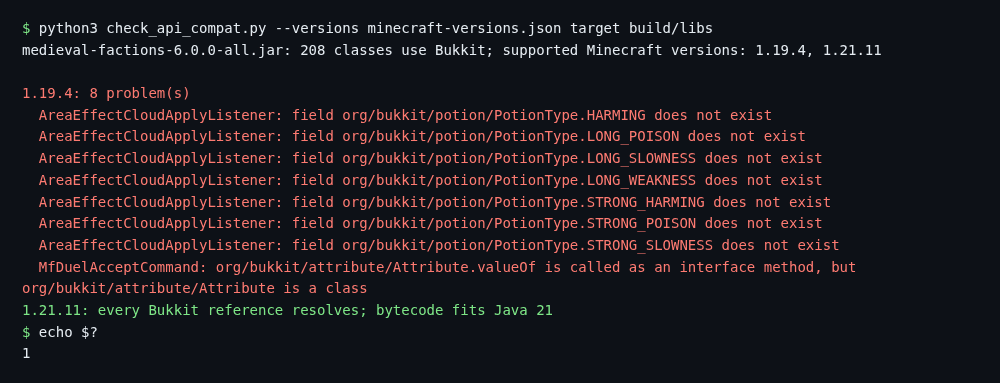 $ python3 check_api_compat.py --versions minecraft-versions.json target build/libs
medieval-factions-6.0.0-all.jar: 208 classes use Bukkit; supported Minecraft versions: 1.19.4, 1.21.11
1.19.4: 8 problem(s)
AreaEffectCloudApplyListener: field org/bukkit/potion/PotionType.HARMING does not exist
AreaEffectCloudApplyListener: field org/bukkit/potion/PotionType.LONG_POISON does not exist
AreaEffectCloudApplyListener: field org/bukkit/potion/PotionType.LONG_SLOWNESS does not exist
AreaEffectCloudApplyListener: field org/bukkit/potion/PotionType.LONG_WEAKNESS does not exist
AreaEffectCloudApplyListener: field org/bukkit/potion/PotionType.STRONG_HARMING does not exist
AreaEffectCloudApplyListener: field org/bukkit/potion/PotionType.STRONG_POISON does not exist
AreaEffectCloudApplyListener: field org/bukkit/potion/PotionType.STRONG_SLOWNESS does not exist
MfDuelAcceptCommand: org/bukkit/attribute/Attribute.valueOf is called as an interface method, but
org/bukkit/attribute/Attribute is a class
1.21.11: every Bukkit reference resolves; bytecode fits Java 21
$ echo $?
1